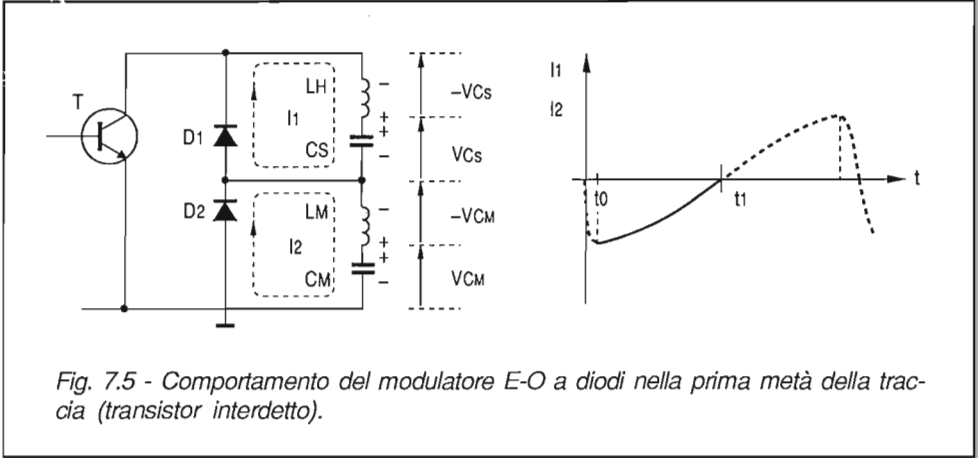 T
D1
D2
LH
I1
CS
LM
I2
CM
–
+
+
–
–
+
+
–
–VCs
VCs
–VCM
VCM
I1
I2
t0
t1
t
Fig. 7.5 - Comportamento del modulatore E-O a diodi nella prima metà della trac-
cia (transistor interdetto).